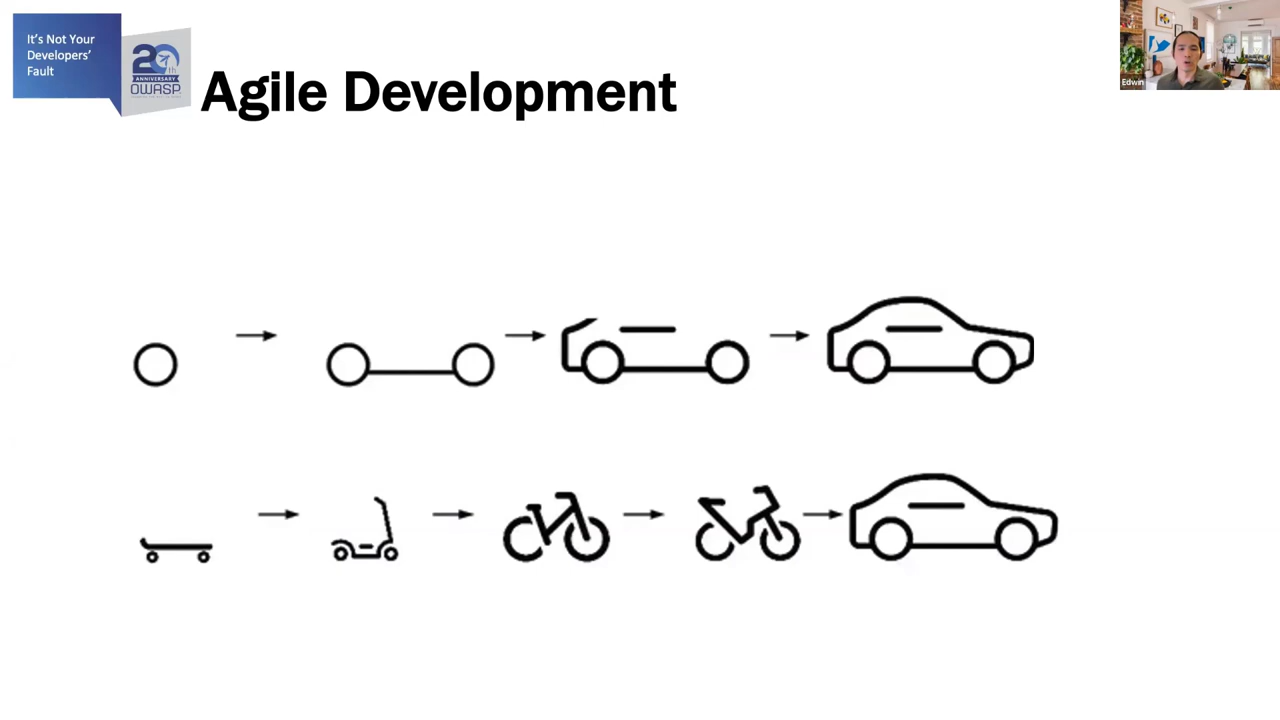 It's Not Your
Developers'
Fault
20th
ANNIVERSARY
OWASP
Agile Development
Edwin